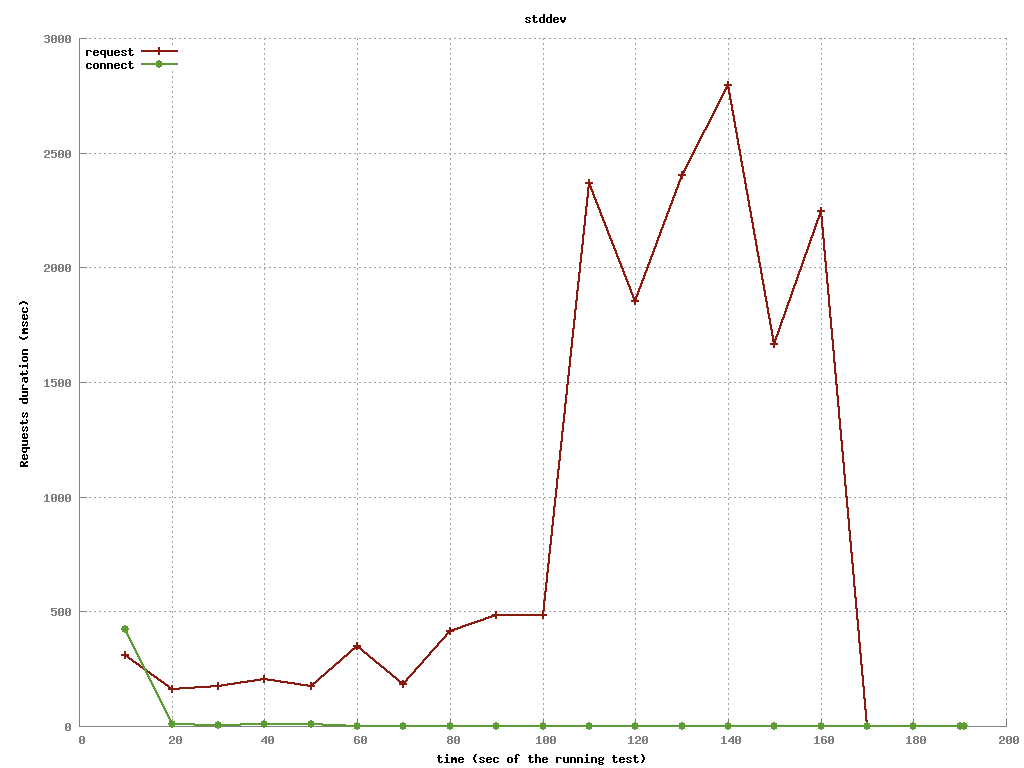 stddev
3000
request
connect
2500
2000
Requests duration (msec)
1500
1000
500
0
0 20 40 60 80 100 120 140 160 180 200
time (sec of the running test)